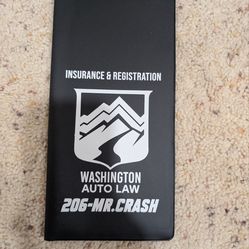 INSURANCE & REGISTRATION
WASHINGTON
AUTO LAW
206-MR.CRASH